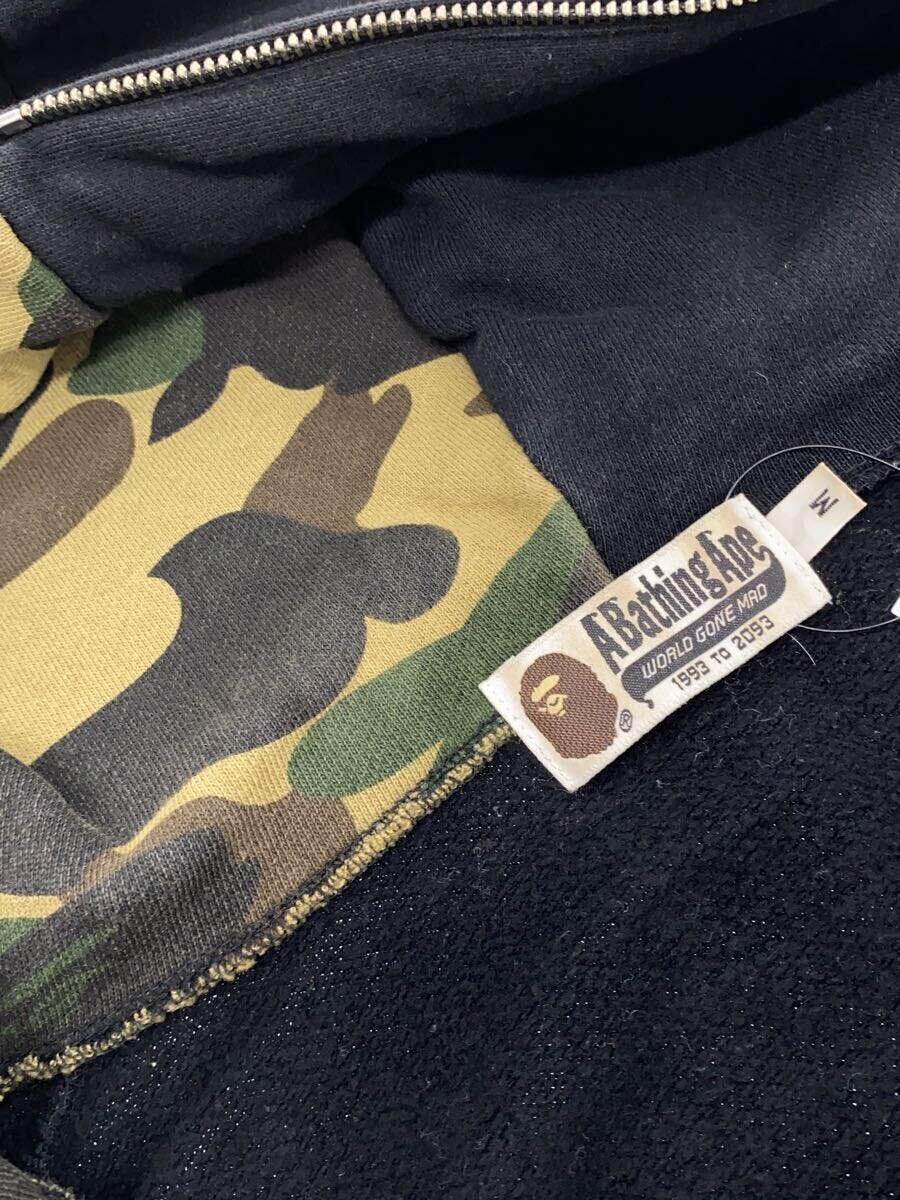 A Bathing Ape
WORLD GONE MAD
1993 TO 2093
®
M